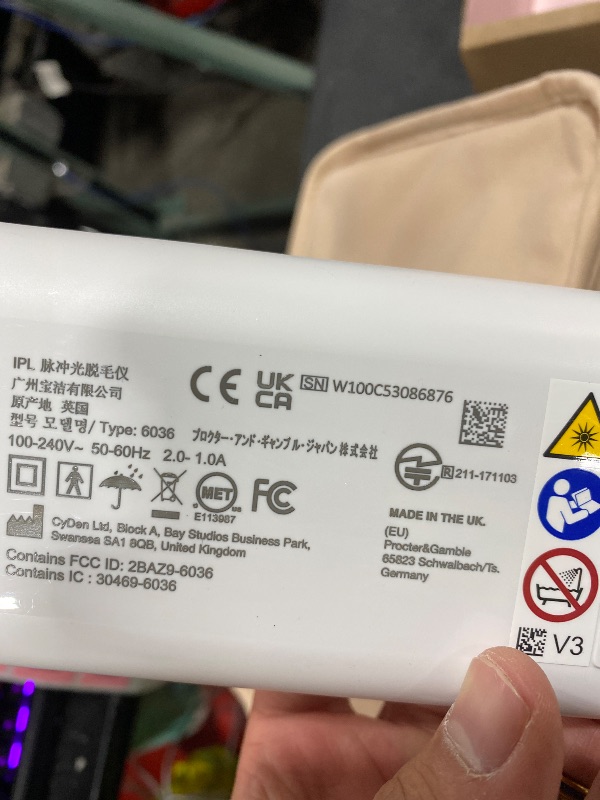 IPL 脉冲光脱毛仪
广州宝洁有限公司
原产地 英国
型号 모델명/ Type: 6036
100-240V~ 50-60Hz 2.0- 1.0A
CE
UK
CA
SN W100C53086876
プロクター・アンド・ギャンブル・ジャパン株式会社
R 211-171103
MET
E113987
FC
CyDen Ltd, Block A, Bay Studios Business Park,
Swansea SA1 8QB, United Kingdom
Contains FCC ID: 2BAZ9-6036
Contains IC : 30469-6036
MADE IN THE UK.
(EU)
Procter&Gamble
65823 Schwalbach/Ts.
Germany
V3